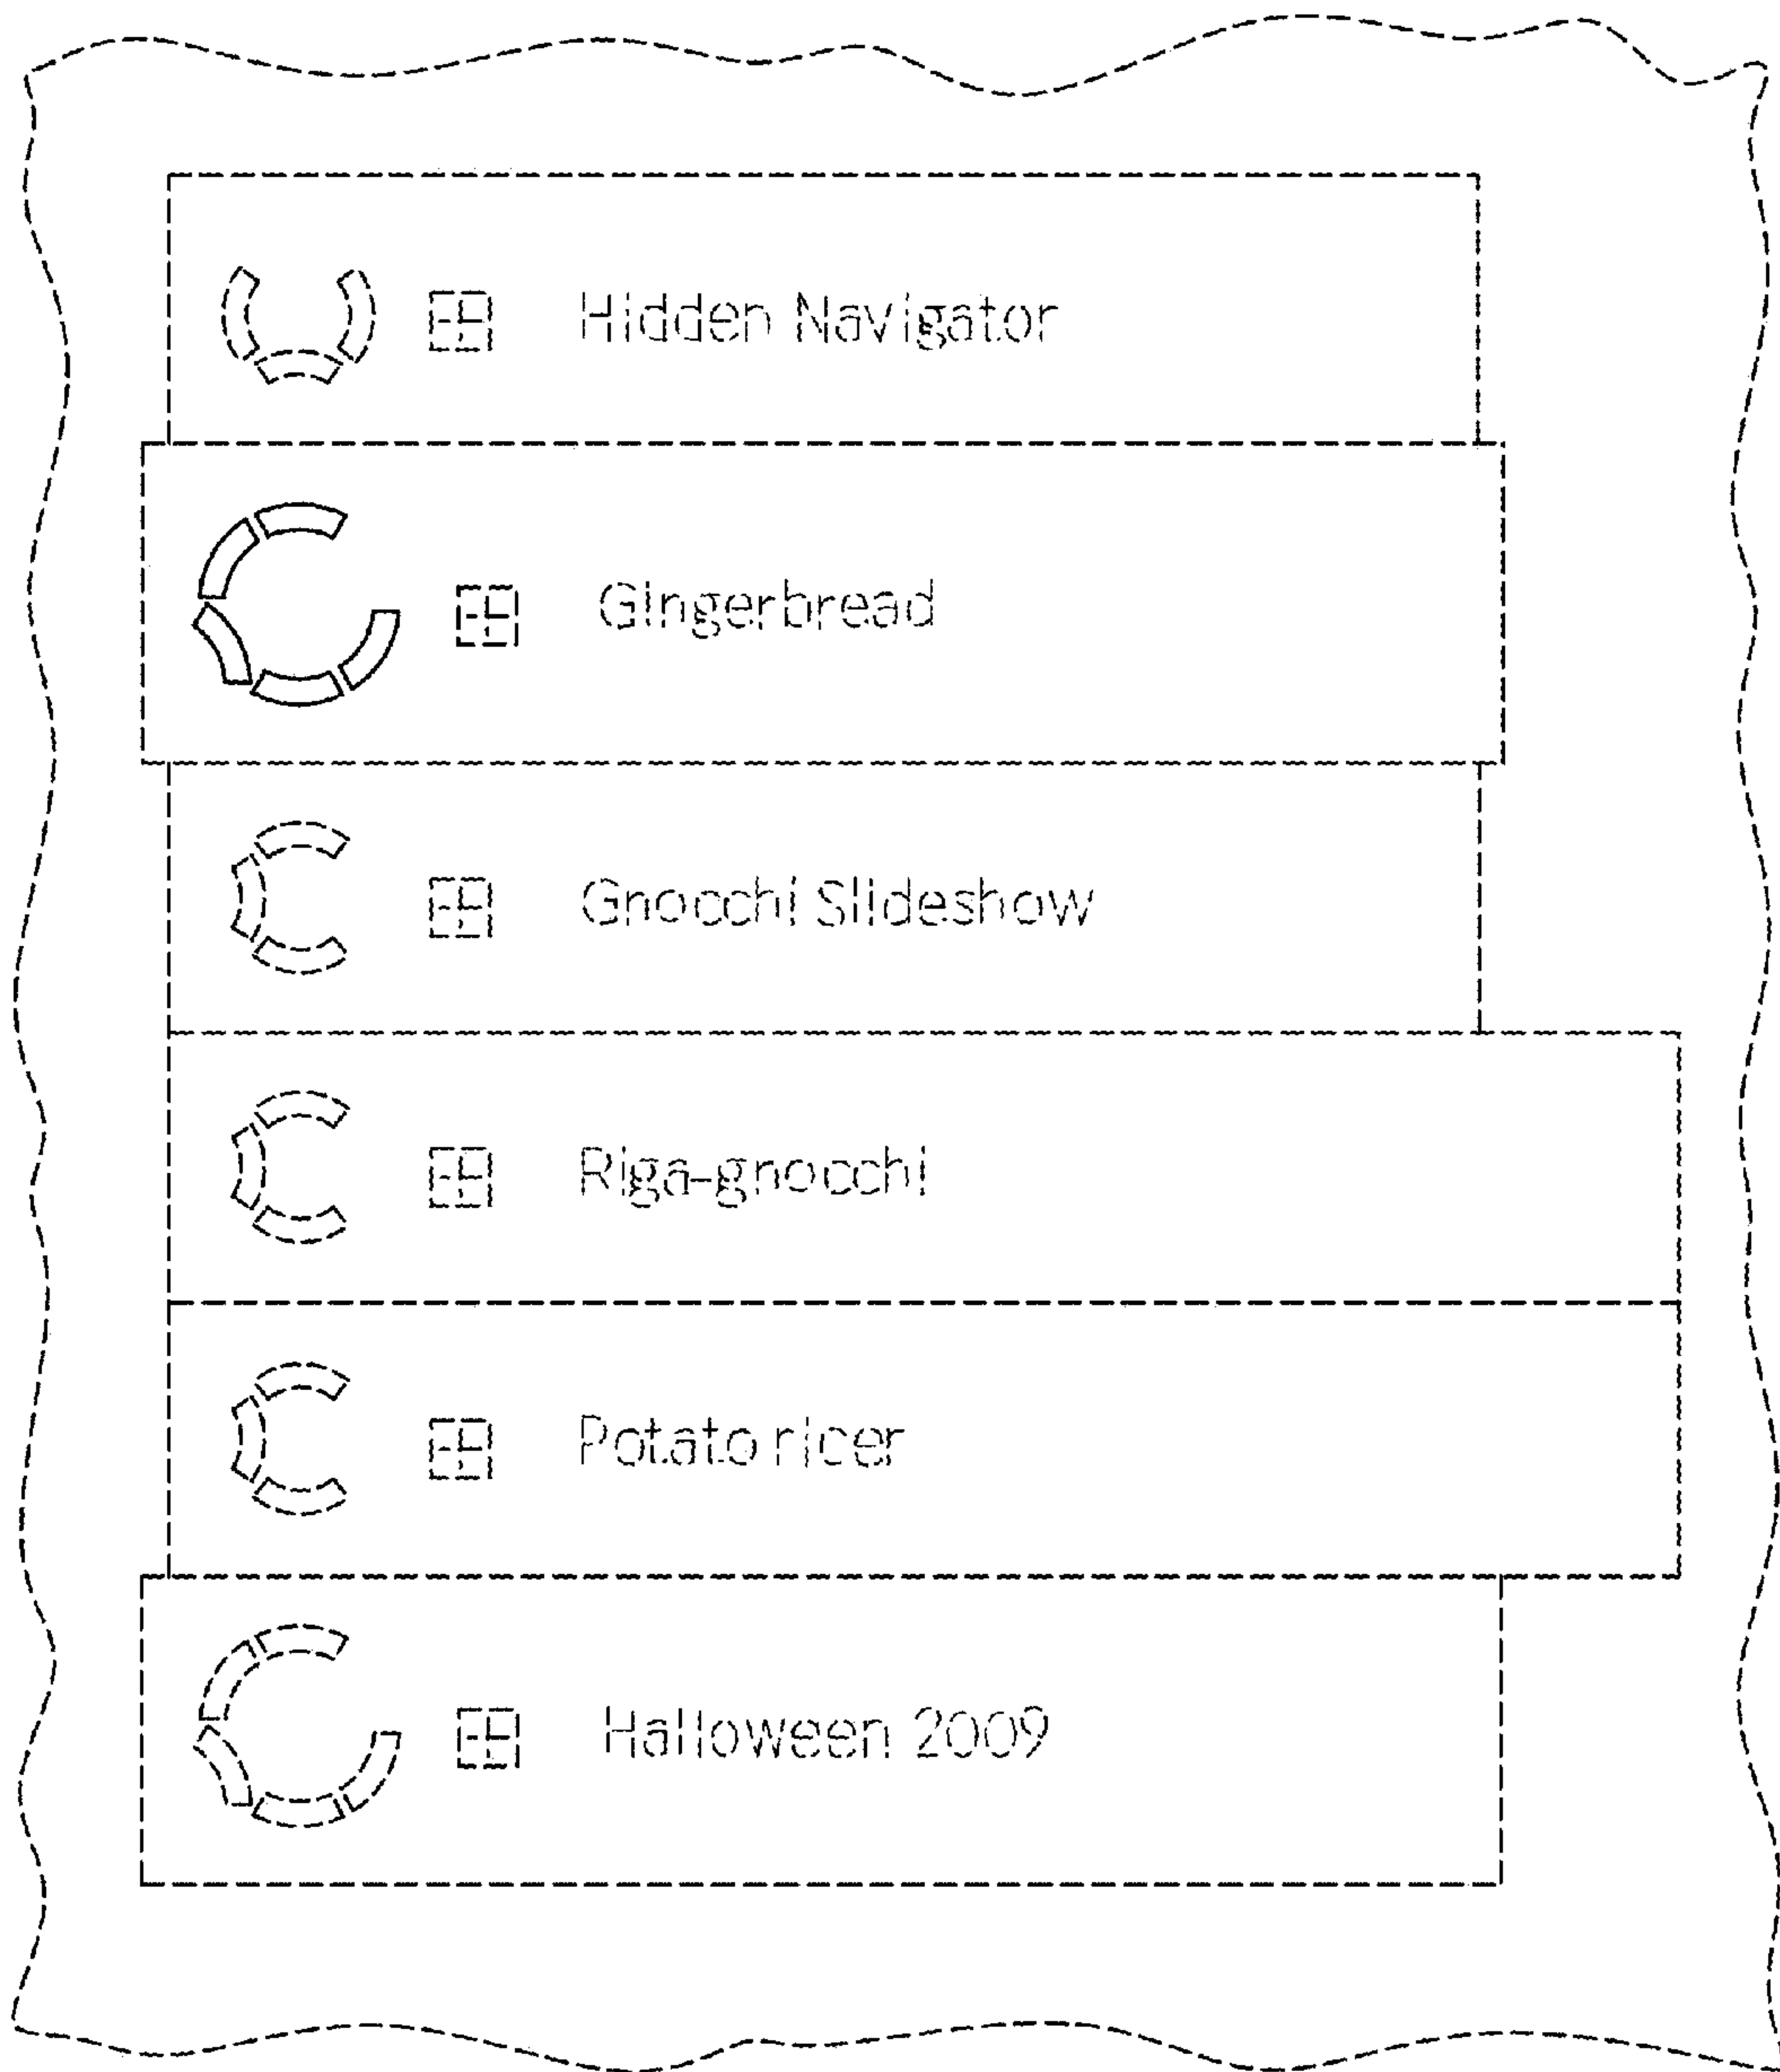 Hidden Navigator
Gingerbread
Gnocchi Slideshow
Riga-gnocchi
Potato ricer
Halloween 2009